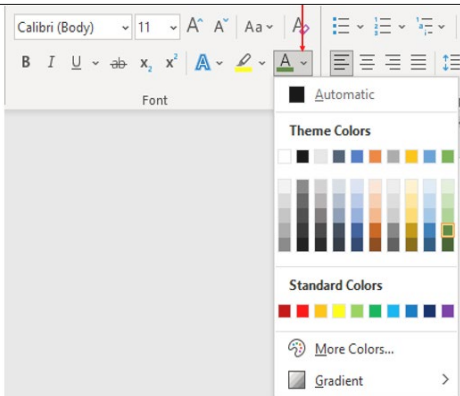 Calibri (Body) 11 A^ A˅ Aa A
B I U ab x₂ x² A A
Font
Automatic
Theme Colors
Standard Colors
More Colors...
Gradient